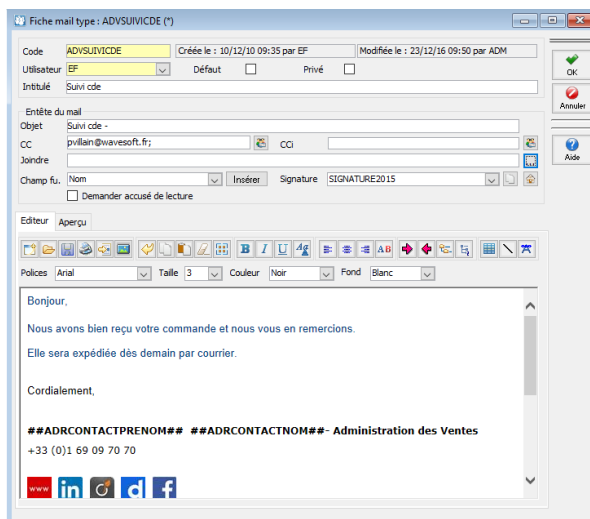 Fiche mail type : ADVSUIVICDE (*)
Code ADVSUIVICDE Créée le : 10/12/10 09:35 par EF Modifiée le : 23/12/16 09:50 par ADM
Utilisateur EF Défaut Privé
Intitulé Suivi cde
OK
Annuler
Aide
Entête du mail
Objet Suivi cde -
CC pvillain@wavesoft.fr; CCi
Joindre
Champ fu. Nom Insérer Signature SIGNATURE2015
Demander accusé de lecture
Editeur Aperçu
B I U Ag AB
Polices Arial Taille 3 Couleur Noir Fond Blanc
Bonjour,
Nous avons bien reçu votre commande et nous vous en remercions.
Elle sera expédiée dès demain par courrier.
Cordialement,
##ADRCONTACTPRENOM## ##ADRCONTACTNOM##- Administration des Ventes
+33 (0)1 69 09 70 70
www in d f